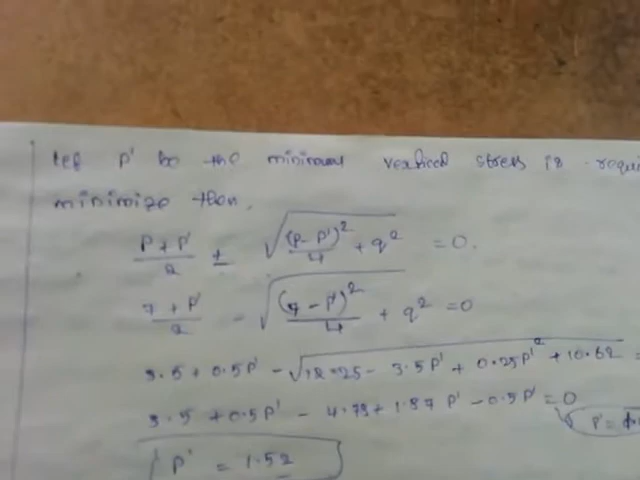 Let P' be the minimum vertical stress is requi
minimize then.
P + P' / 2 ± √((P - P')² / 4 + q²) = 0.
7 + P' / 2 - √((7 - P')² / 4 + q²) = 0
3.5 + 0.5P' - √(12.25 - 3.5P' + 0.25P'² + 10.62) =
3.5 + 0.5P' - 4.78 + 1.87 P' - 0.5P' = 0
P' = 1.52
P' =